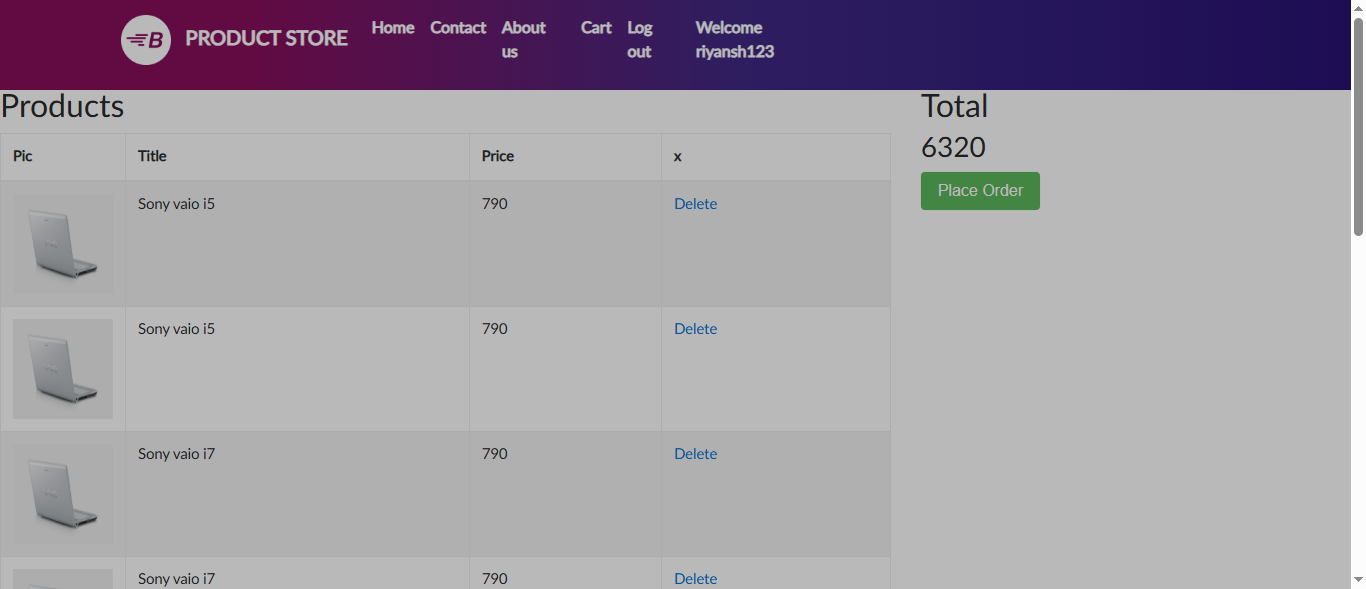 B PRODUCT STORE Home Contact About us Cart Log out Welcome riyansh123
Products
Total
6320
Place Order
Pic Title Price x
Sony vaio i5 790 Delete
Sony vaio i5 790 Delete
Sony vaio i7 790 Delete
Sony vaio i7 790 Delete